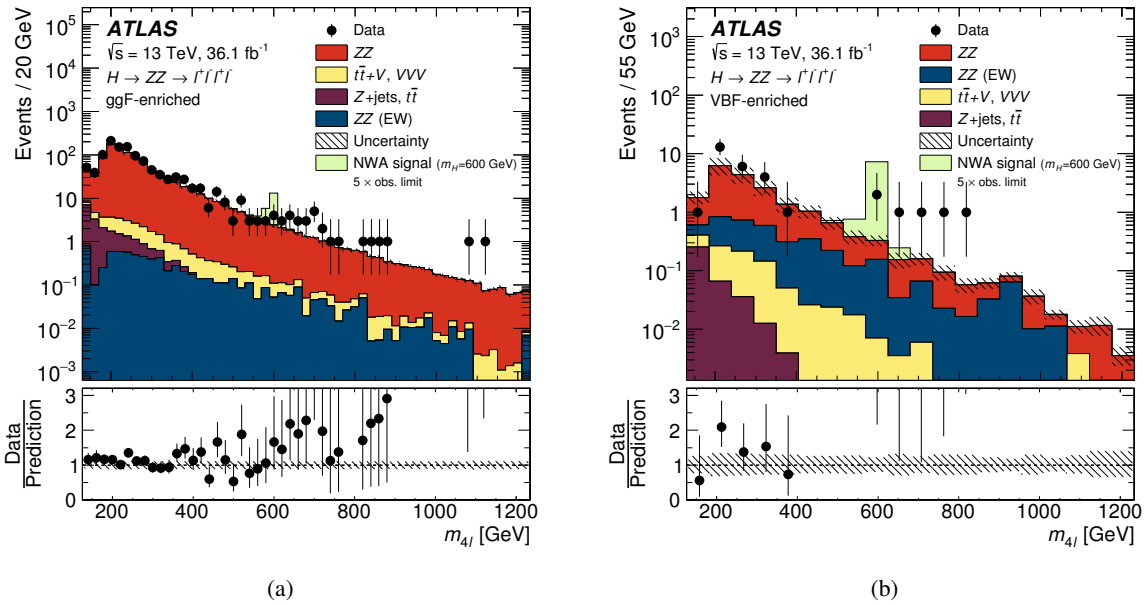 Events / 20 GeV
10⁵
10⁴
10³
10²
10
1
10⁻¹
10⁻²
10⁻³
ATLAS
√s = 13 TeV, 36.1 fb⁻¹
H → ZZ → l⁺l⁻l⁺l⁻
ggF-enriched
Data
ZZ
tt̄+V, VVV
Z+jets, tt̄
ZZ (EW)
Uncertainty
NWA signal (m_H=600 GeV)
5 × obs. limit
Data
Prediction
3
2
1
0
200 400 600 800 1000 1200
m₄ₗ [GeV]
(a)
Events / 55 GeV
10³
10²
10
1
10⁻¹
10⁻²
ATLAS
√s = 13 TeV, 36.1 fb⁻¹
H → ZZ → l⁺l⁻l⁺l⁻
VBF-enriched
Data
ZZ
ZZ (EW)
tt̄+V, VVV
Z+jets, tt̄
Uncertainty
NWA signal (m_H=600 GeV)
5 × obs. limit
Data
Prediction
3
2
1
0
200 400 600 800 1000 1200
m₄ₗ [GeV]
(b)